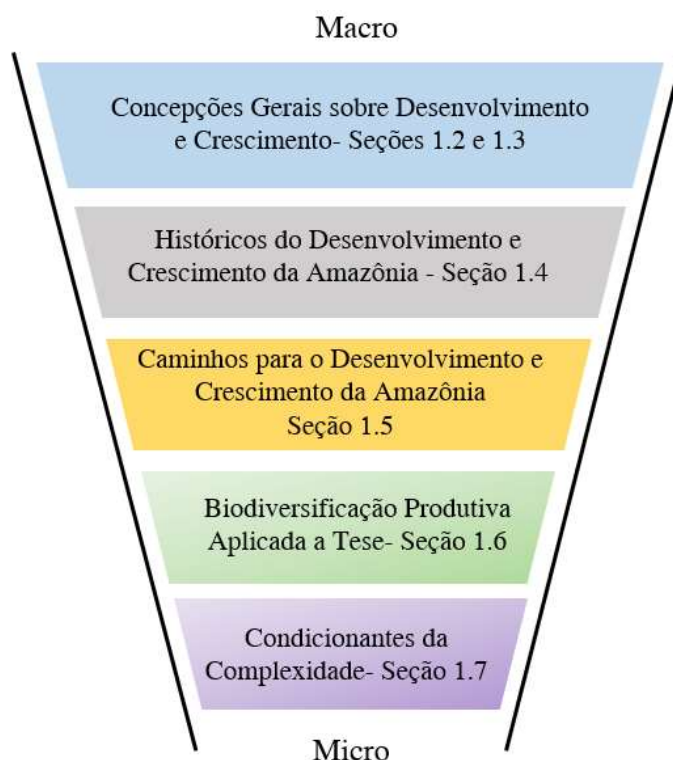 Macro
Concepções Gerais sobre Desenvolvimento
e Crescimento- Seções 1.2 e 1.3
Históricos do Desenvolvimento e
Crescimento da Amazônia - Seção 1.4
Caminhos para o Desenvolvimento e
Crescimento da Amazônia
Seção 1.5
Biodiversificação Produtiva
Aplicada a Tese- Seção 1.6
Condicionantes da
Complexidade- Seção 1.7
Micro